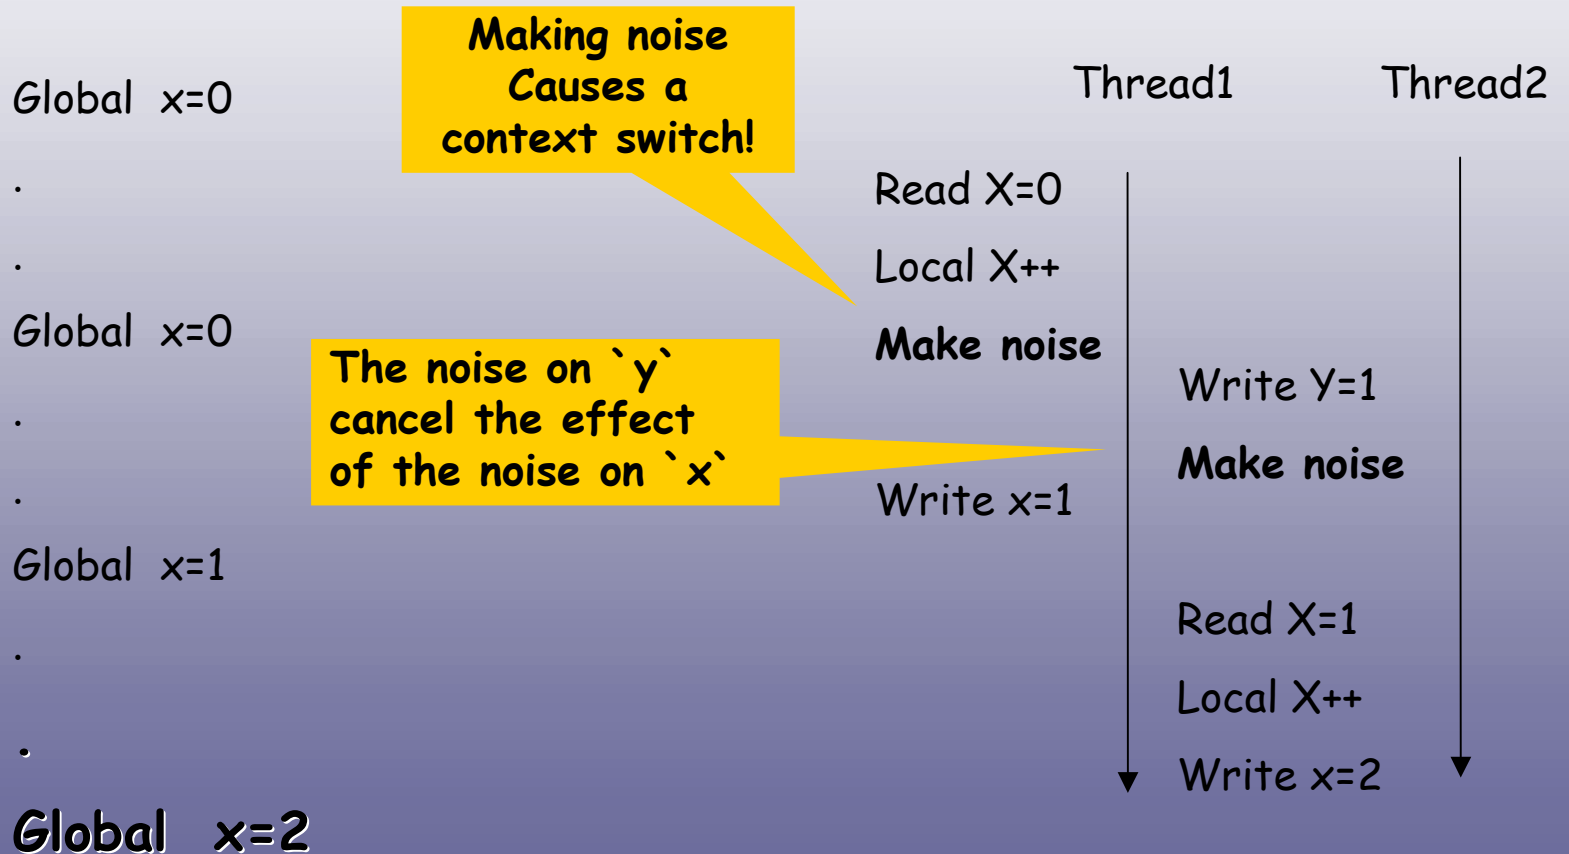 Making noise
Causes a
context switch!
Thread1 Thread2
Global x=0
.
Read X=0
.
Local X++
Global x=0
Make noise
The noise on `y`
cancel the effect
of the noise on `x`
Write Y=1
.
Make noise
.
Write x=1
Global x=1
Read X=1
.
Local X++
.
Write x=2
Global x=2